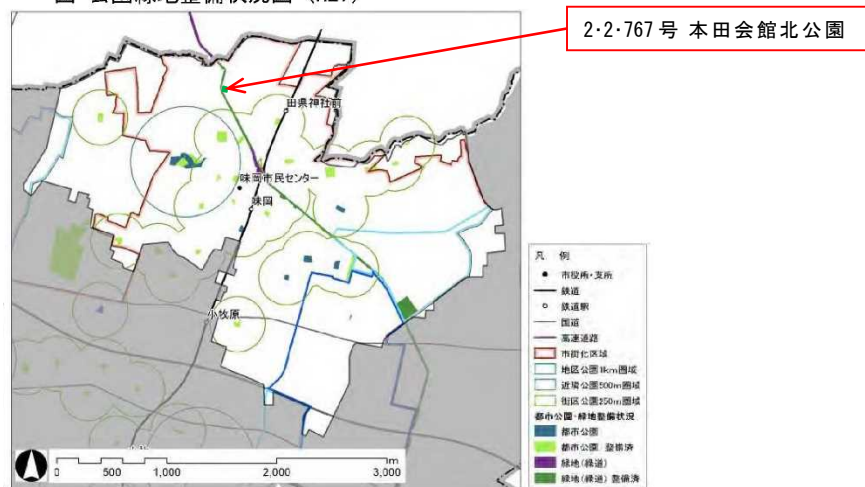 2・2・767号 本田会館北公園
田県神社前
味岡市民センター
味岡
小牧原
凡 例
市役所・支所
鉄道
鉄道駅
国道
高速道路
市街化区域
地区公園1km圏域
近隣公園500m圏域
街区公園250m圏域
都市公園・緑地整備状況
都市公園
都市公園 整備済
緑地(緑道)
緑地(緑道) 整備済
0 500 1,000 2,000 3,000 m